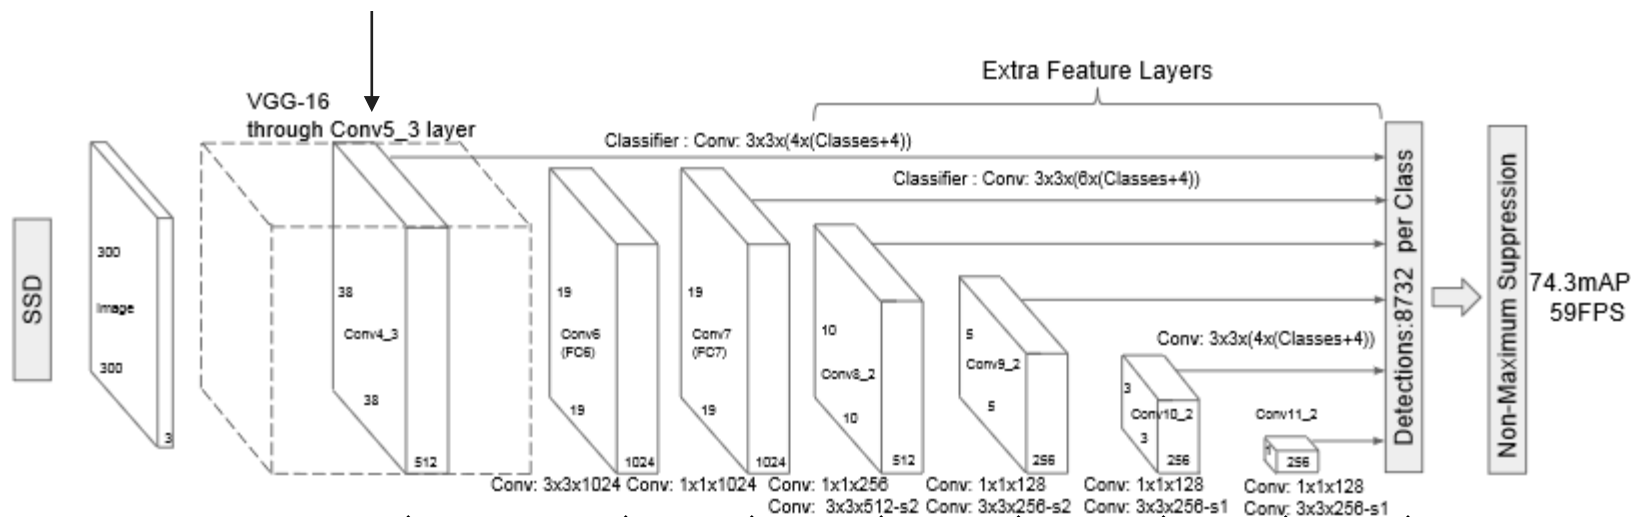 Extra Feature Layers
VGG-16
through Conv5_3 layer
Classifier : Conv: 3x3x(4x(Classes+4))
Classifier : Conv: 3x3x(6x(Classes+4))
SSD
300
Image
300
3
38
Conv4_3
38
512
19
Conv6
(FC6)
19
1024
19
Conv7
(FC7)
19
1024
10
Conv8_2
10
512
5
Conv9_2
5
256
Conv: 3x3x(4x(Classes+4))
3
Conv10_2
3
256
Conv11_2
1
256
Detections:8732 per Class
Non-Maximum Suppression
74.3mAP
59FPS
Conv: 3x3x1024
Conv: 1x1x1024
Conv: 1x1x256
Conv: 3x3x512-s2
Conv: 1x1x128
Conv: 3x3x256-s2
Conv: 1x1x128
Conv: 3x3x256-s1
Conv: 1x1x128
Conv: 3x3x256-s1